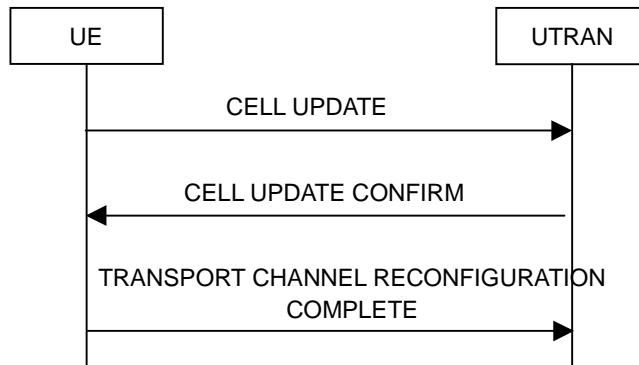 UE
UTRAN
CELL UPDATE
CELL UPDATE CONFIRM
TRANSPORT CHANNEL RECONFIGURATION
COMPLETE